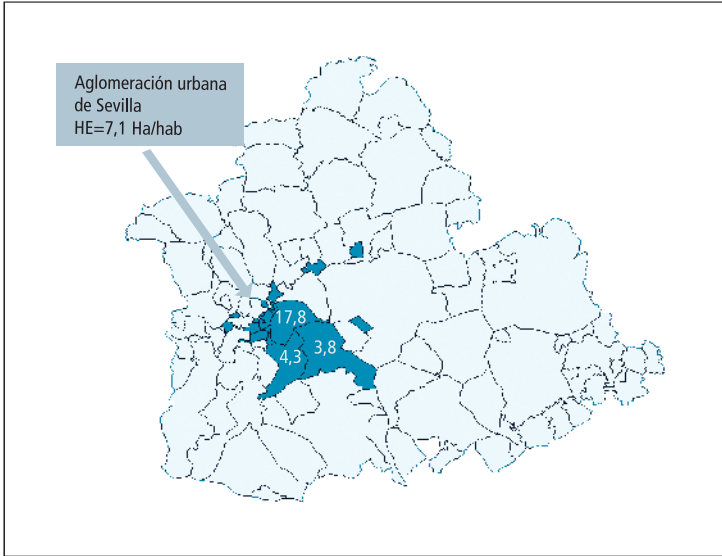 Aglomeración urbana
de Sevilla
HE=7,1 Ha/hab
17,8
4,3
3,8